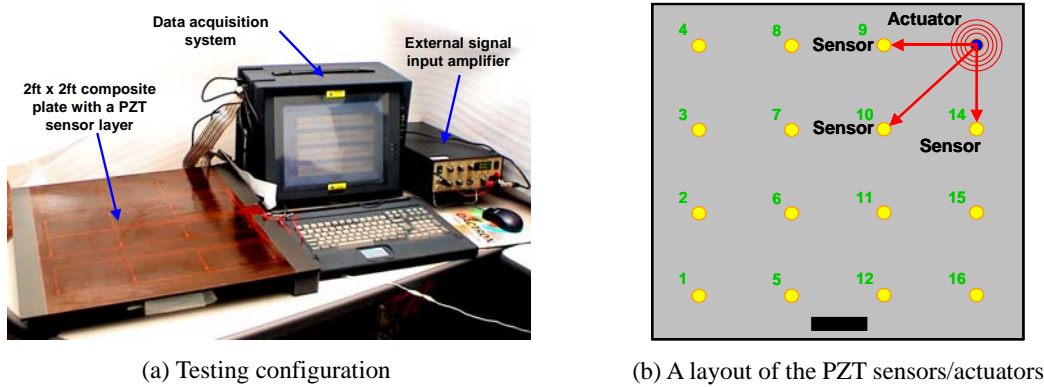 Data acquisition
system
External signal
input amplifier
2ft x 2ft composite
plate with a PZT
sensor layer
(a) Testing configuration
4
8
9
Actuator
Sensor
3
7
10
14
Sensor
Sensor
2
6
11
15
1
5
12
16
(b) A layout of the PZT sensors/actuators